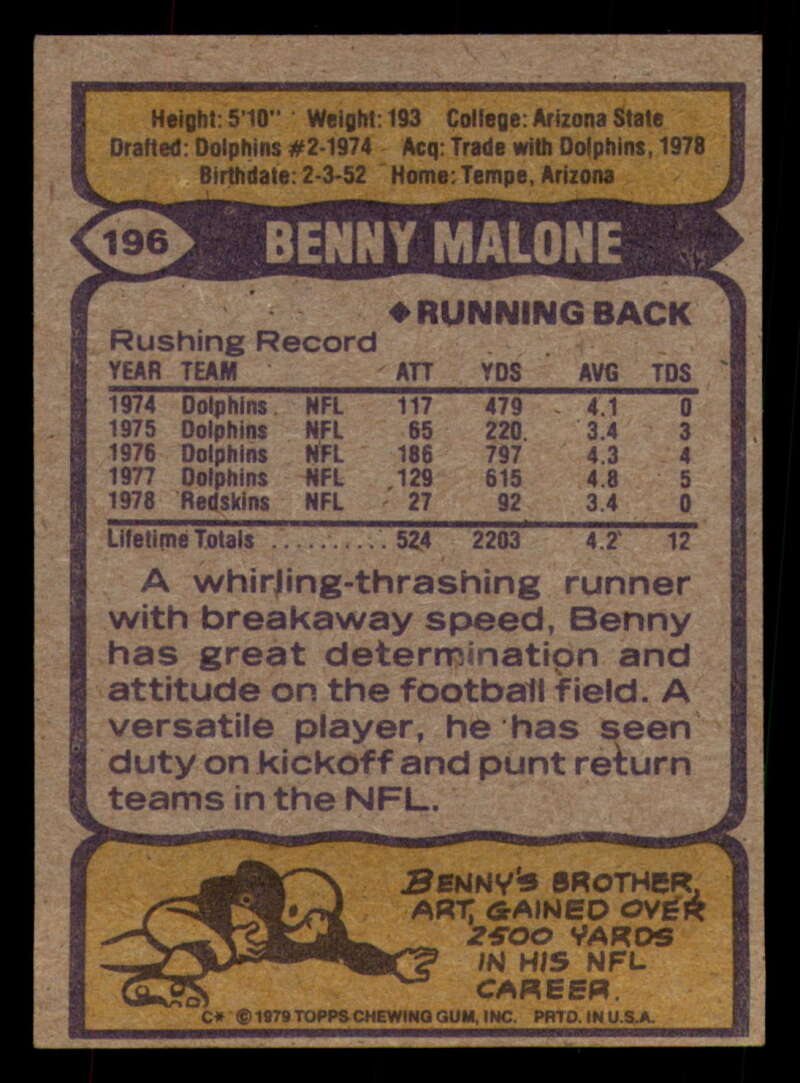 Height: 5'10" Weight: 193 College: Arizona State
Drafted: Dolphins #2-1974 Acq: Trade with Dolphins, 1978
Birthdate: 2-3-52 Home: Tempe, Arizona
196 BENNY MALONE
◆RUNNING BACK
Rushing Record
YEAR TEAM ATT YDS AVG TDS
1974 Dolphins NFL 117 479 4.1 0
1975 Dolphins NFL 65 220 3.4 3
1976 Dolphins NFL 186 797 4.3 4
1977 Dolphins NFL 129 615 4.8 5
1978 Redskins NFL 27 92 3.4 0
Lifetime Totals .......... 524 2203 4.2 12
A whirling-thrashing runner
with breakaway speed, Benny
has great determination and
attitude on the football field. A
versatile player, he has seen
duty on kickoff and punt return
teams in the NFL.
BENNY'S BROTHER,
ART, GAINED OVER
2500 YARDS
IN HIS NFL
CAREER.
C* © 1979 TOPPS CHEWING GUM, INC. PRTD. IN U.S.A.